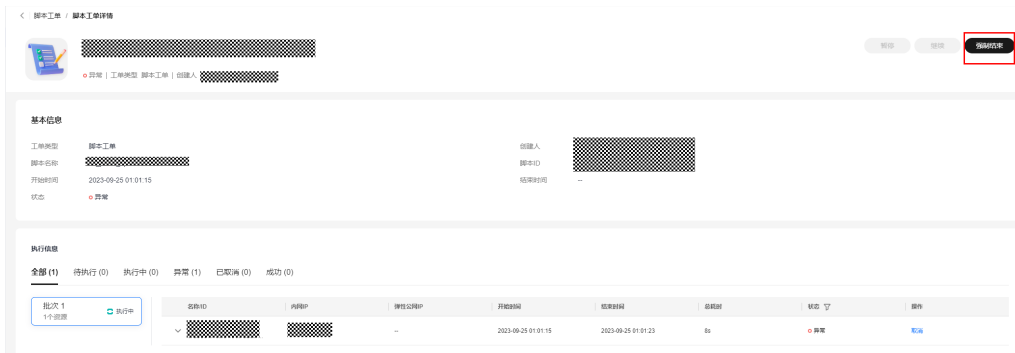 脚本工单 / 脚本工单详情
暂停 继续 强制结束
异常 | 工单类型 脚本工单 | 创建人
基本信息
工单类型 脚本工单 创建人
脚本名称 脚本ID
开始时间 2023-09-25 01:01:15 结束时间 --
状态 异常
执行信息
全部 (1) 待执行 (0) 执行中 (0) 异常 (1) 已取消 (0) 成功 (0)
批次 1 执行中
1个资源
名称/ID 内网IP 弹性公网IP 开始时间 结束时间 总耗时 状态 操作
-- 2023-09-25 01:01:15 2023-09-25 01:01:23 8s 异常 取消